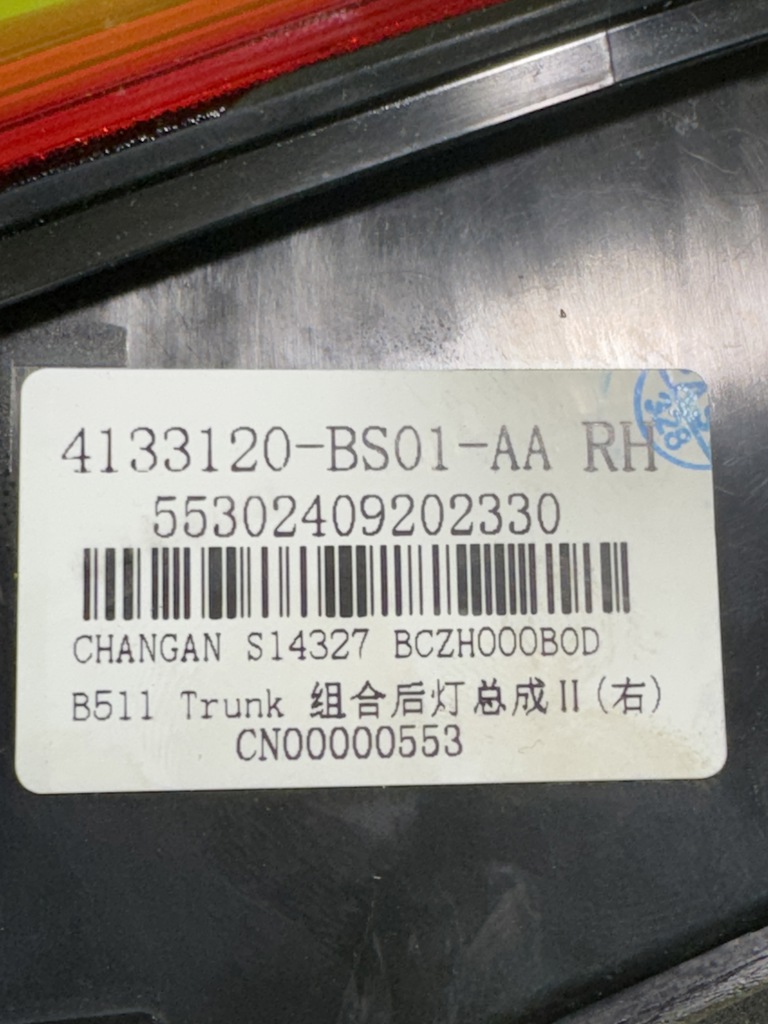 4133120-BS01-AA RH
55302409202330
CHANGAN S14327 BCZH000B0D
B511 Trunk 组合后灯总成II(右)
CN00000553